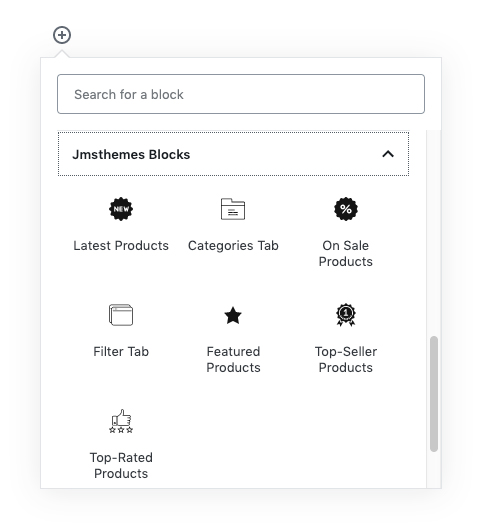 Search for a block
Jmsthemes Blocks
NEW
%
Latest Products
Categories Tab
On Sale
Products
1
Filter Tab
Featured
Products
Top-Seller
Products
Top-Rated
Products